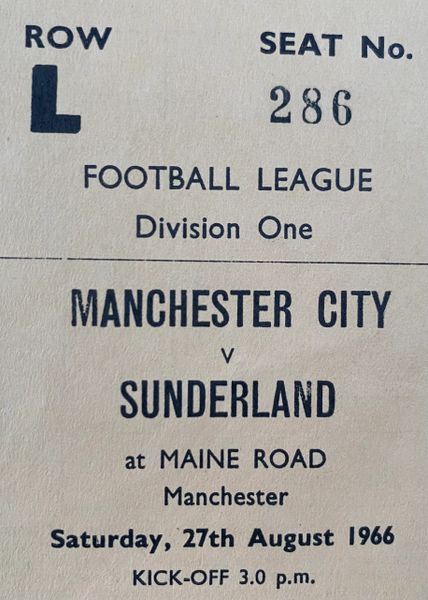 ROW SEAT No.
L 286
FOOTBALL LEAGUE
Division One
MANCHESTER CITY
v
SUNDERLAND
at MAINE ROAD
Manchester
Saturday, 27th August 1966
KICK-OFF 3.0 p.m.